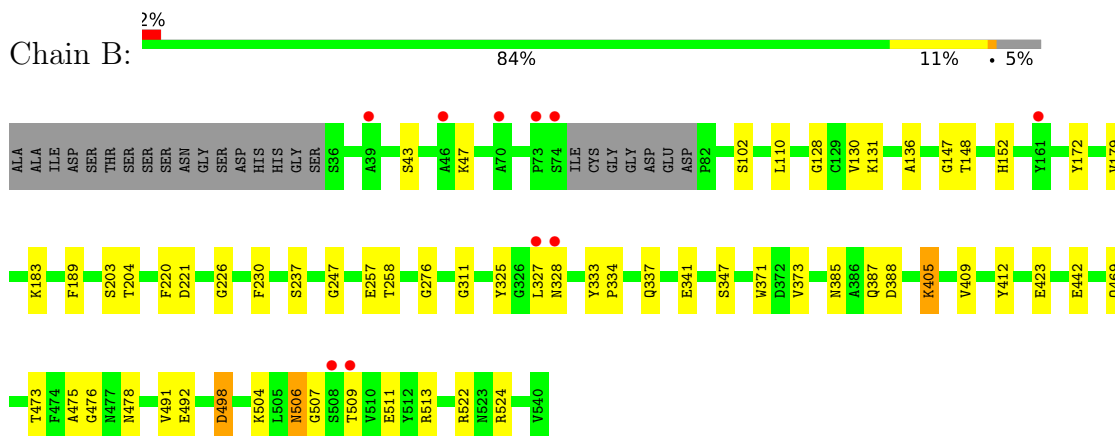 2%
Chain B:
84% 11% • 5%
ALA ALA ILE ASP SER THR SER SER SER ASN GLY SER ASP HIS HIS GLY SER S36 A39 S43 A46 K47 A70 P73 S74 ILE CYS GLY GLY ASP GLU ASP P82 S102 L110 G128 C129 V130 K131 A136 G147 T148 H152 Y161 Y172
K183 F189 S203 T204 F220 D221 G226 F230 S237 G247 E257 T258 G276 G311 Y325 G326 L327 N328 Y333 P334 Q337 E341 S347 W371 D372 V373 N385 A386 Q387 D388 K405 V409 Y412 E423 E442
T473 F474 A475 G476 N477 N478 V491 E492 D498 K504 L505 N506 G507 S508 T509 V510 E511 Y512 R513 R522 N523 R524 V540